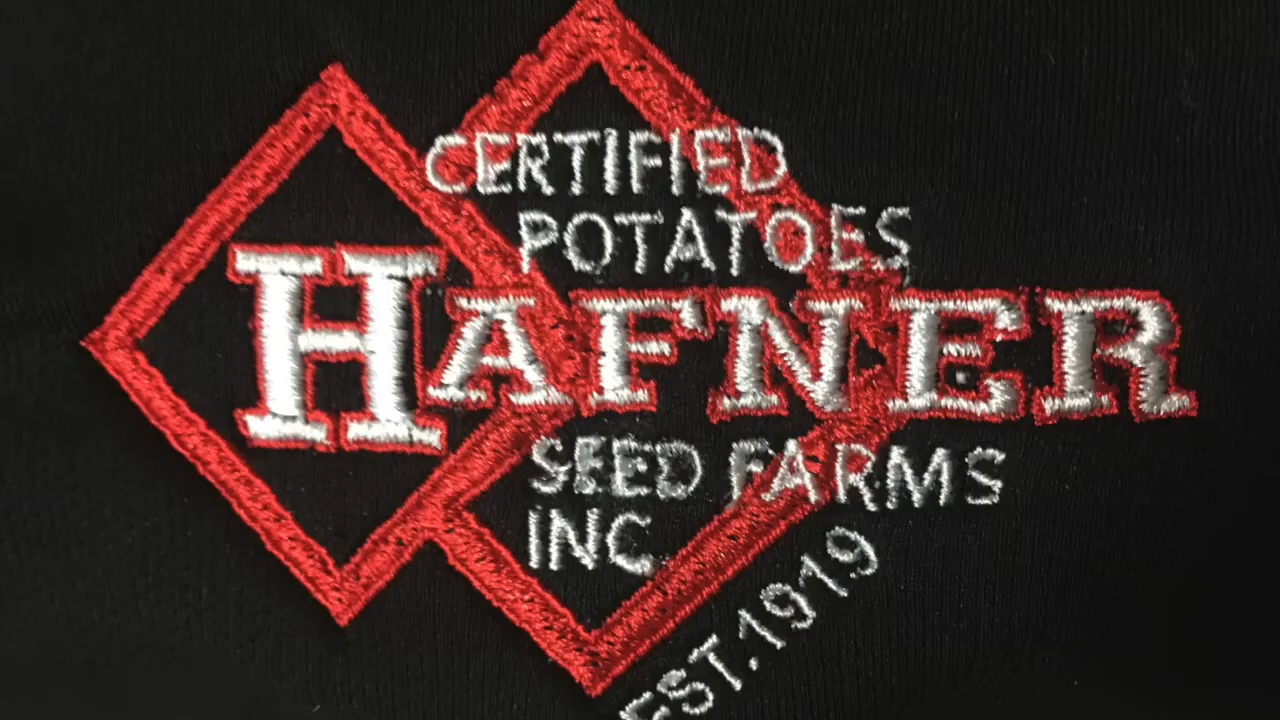 CERTIFIED
POTATOES
HAFNER
SEED FARMS
INC.
EST.1919